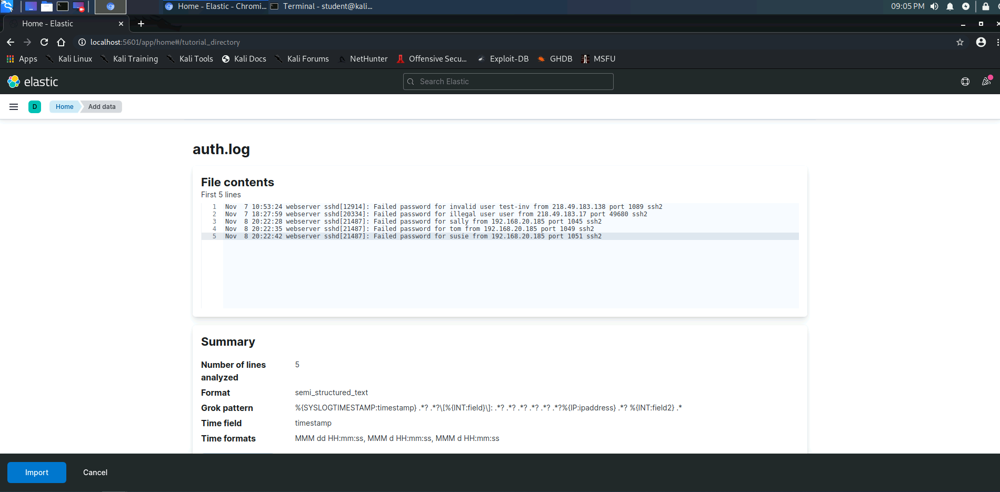 Home - Elastic - Chromi...
Terminal - student@kali...
09:05 PM
Home - Elastic
localhost:5601/app/home#/tutorial_directory
Apps
Kali Linux
Kali Training
Kali Tools
Kali Docs
Kali Forums
NetHunter
Offensive Secu...
Exploit-DB
GHDB
MSFU
elastic
Search Elastic
D
Home
Add data
auth.log
File contents
First 5 lines
1 Nov  7 10:53:24 webserver sshd[12914]: Failed password for invalid user test-inv from 218.49.183.138 port 1089 ssh2
2 Nov  7 18:27:59 webserver sshd[20334]: Failed password for illegal user user from 218.49.183.17 port 49680 ssh2
3 Nov  8 20:22:28 webserver sshd[21487]: Failed password for sally from 192.168.20.185 port 1045 ssh2
4 Nov  8 20:22:35 webserver sshd[21487]: Failed password for tom from 192.168.20.185 port 1049 ssh2
5 Nov  8 20:22:42 webserver sshd[21487]: Failed password for susie from 192.168.20.185 port 1051 ssh2
Summary
Number of lines analyzed 5
Format semi_structured_text
Grok pattern %{SYSLOGTIMESTAMP:timestamp} .*? .*?\[%{INT:field}\]: .*? .*? .*? .*? .*? .*?%{IP:ipaddress} .*? %{INT:field2} .*
Time field timestamp
Time formats MMM dd HH:mm:ss, MMM d HH:mm:ss, MMM d HH:mm:ss
Import
Cancel